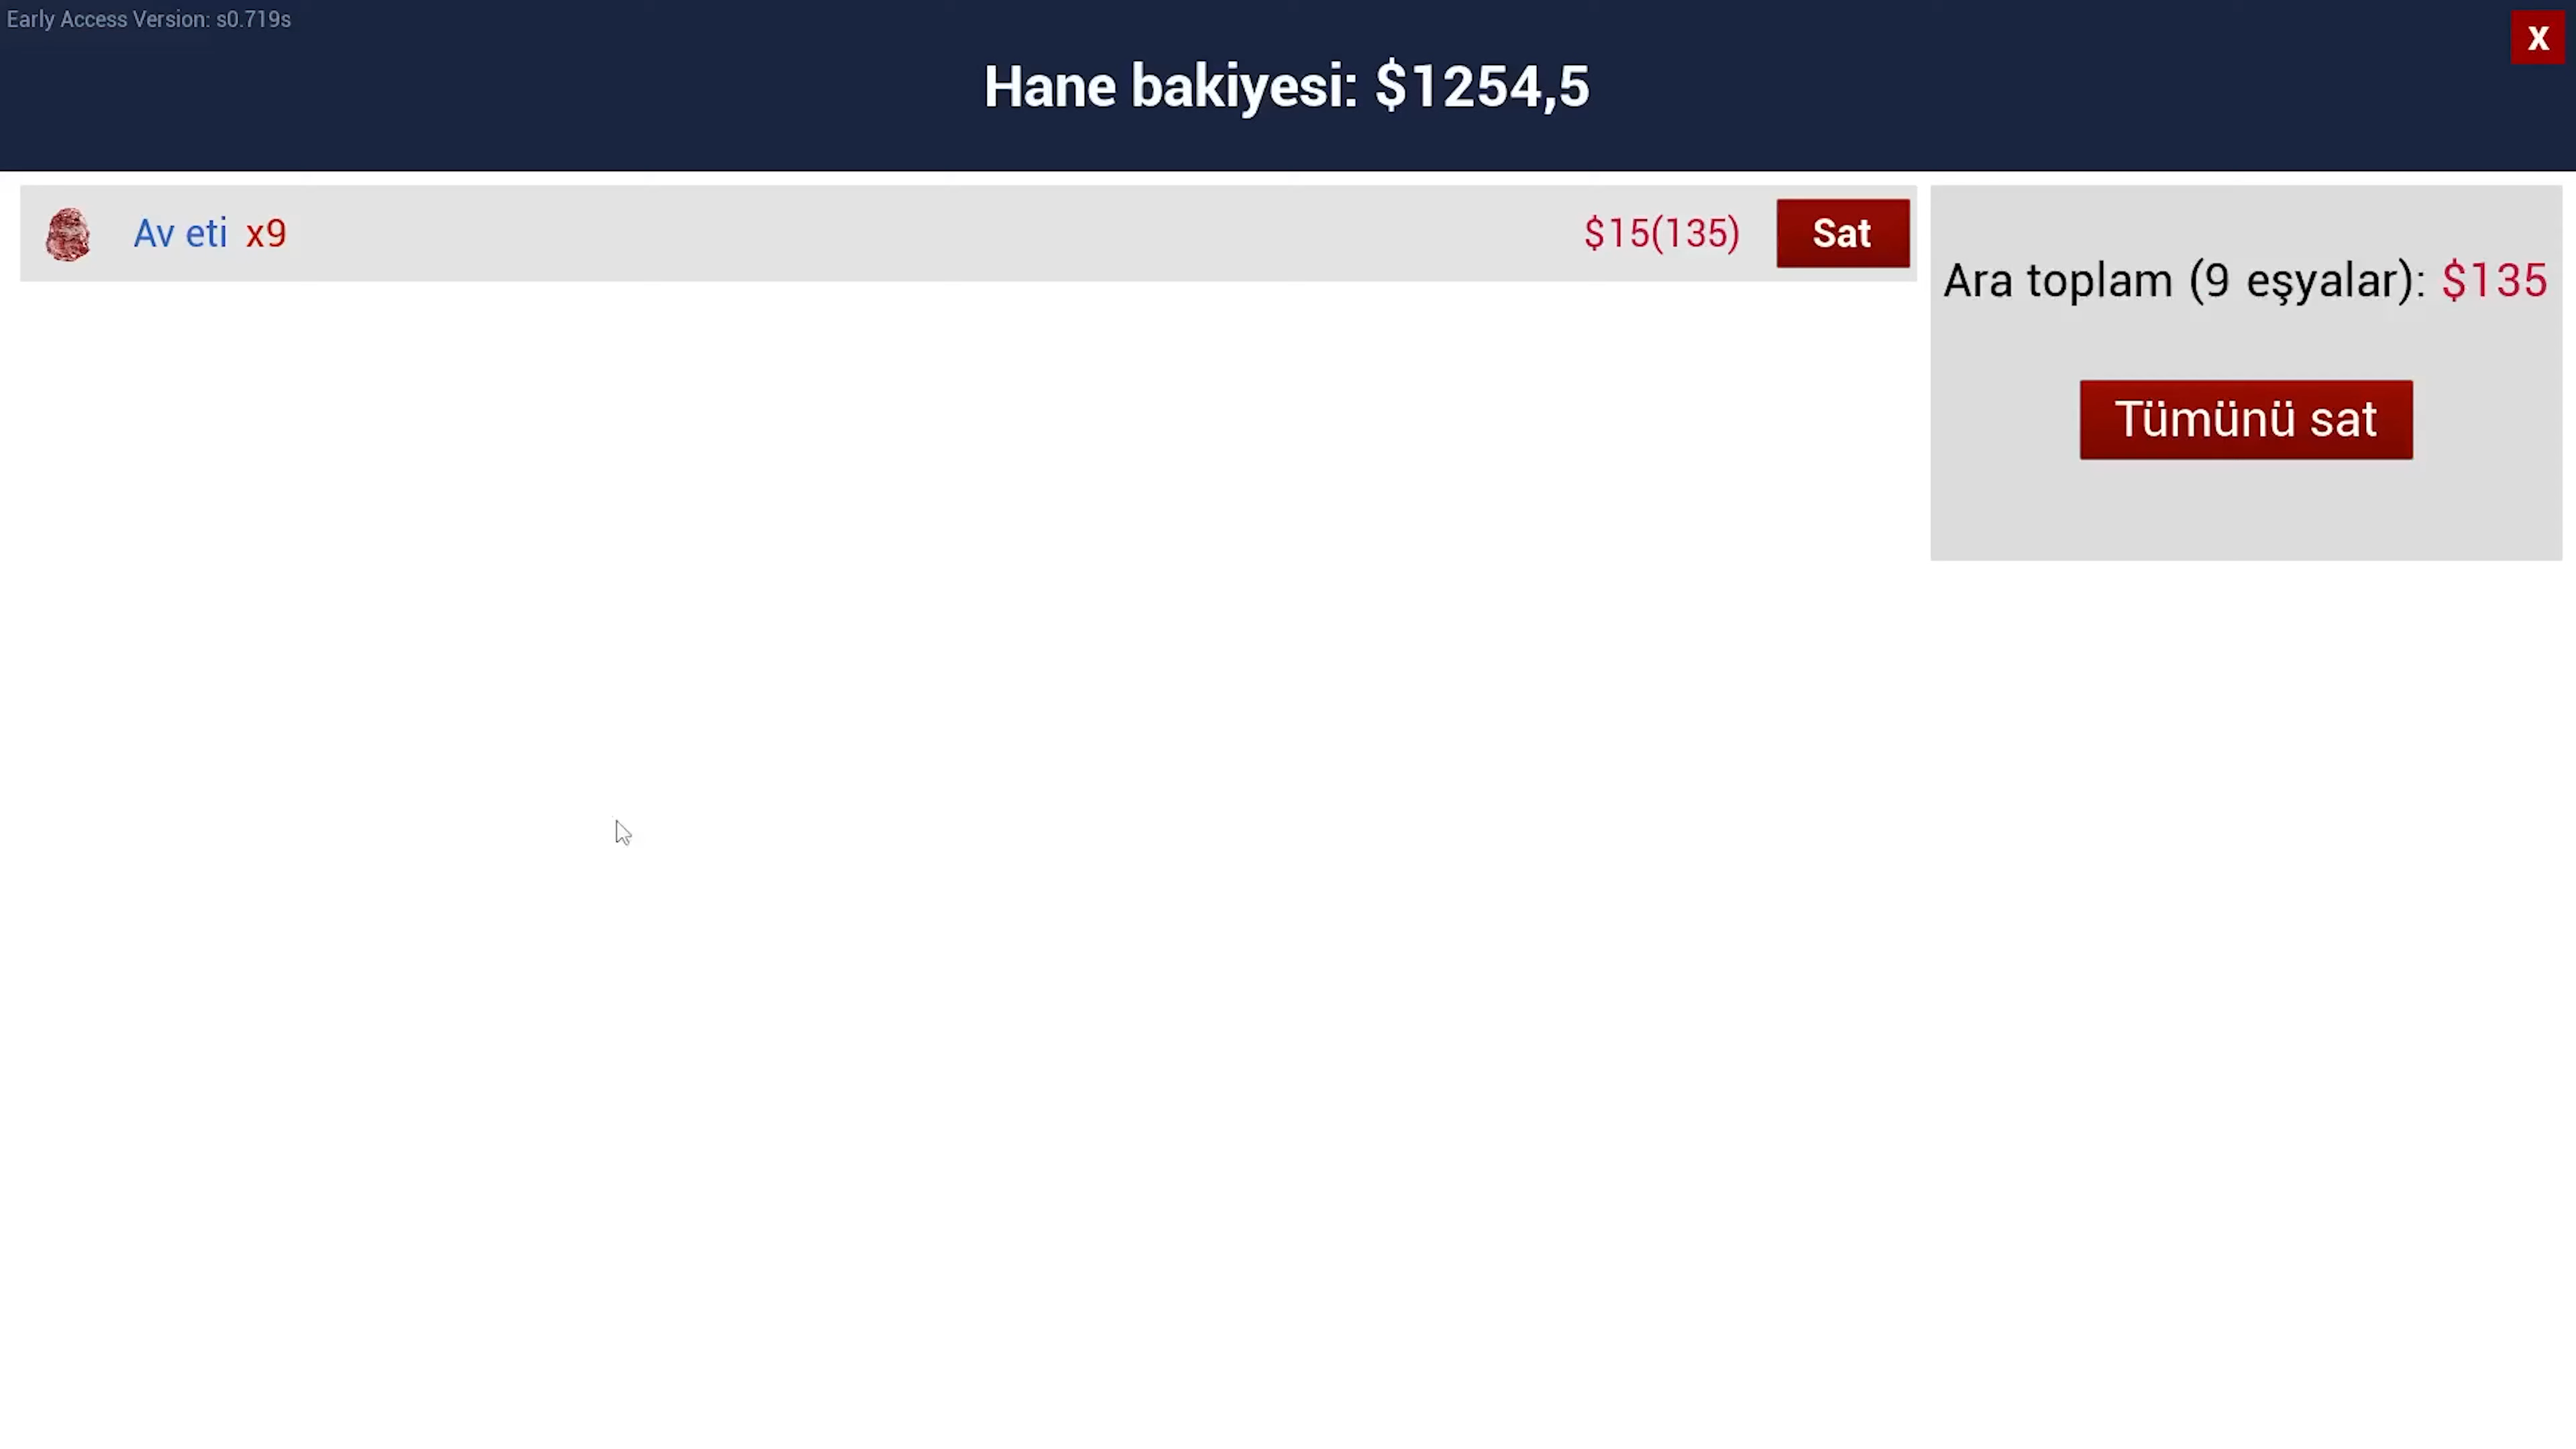 Early Access Version: s0.719s
X
Hane bakiyesi: $1254,5
Av eti x9 $15(135) Sat
Ara toplam (9 eşyalar): $135
Tümünü sat